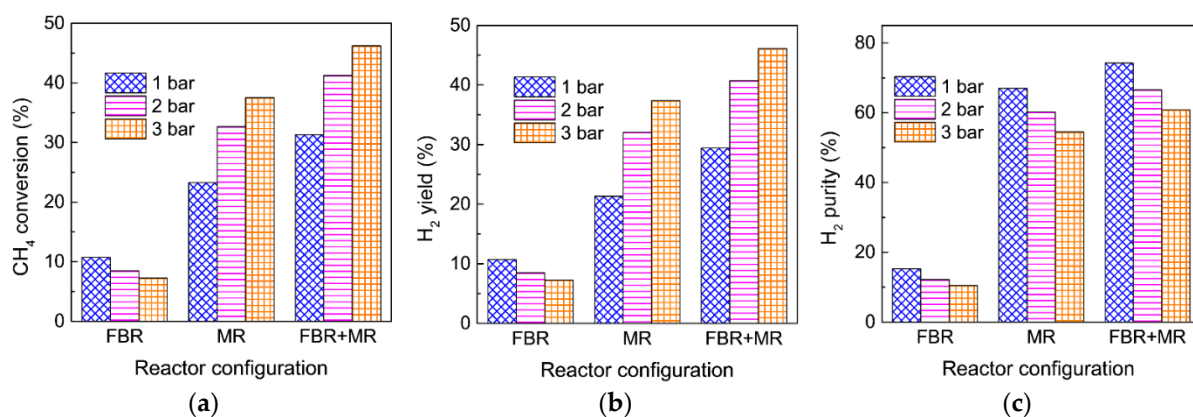 50
40
30
20
10
0
CH₄ conversion (%)
1 bar
2 bar
3 bar
FBR MR FBR+MR
Reactor configuration
(a)
50
40
30
20
10
0
H₂ yield (%)
1 bar
2 bar
3 bar
FBR MR FBR+MR
Reactor configuration
(b)
80
60
40
20
0
H₂ purity (%)
1 bar
2 bar
3 bar
FBR MR FBR+MR
Reactor configuration
(c)